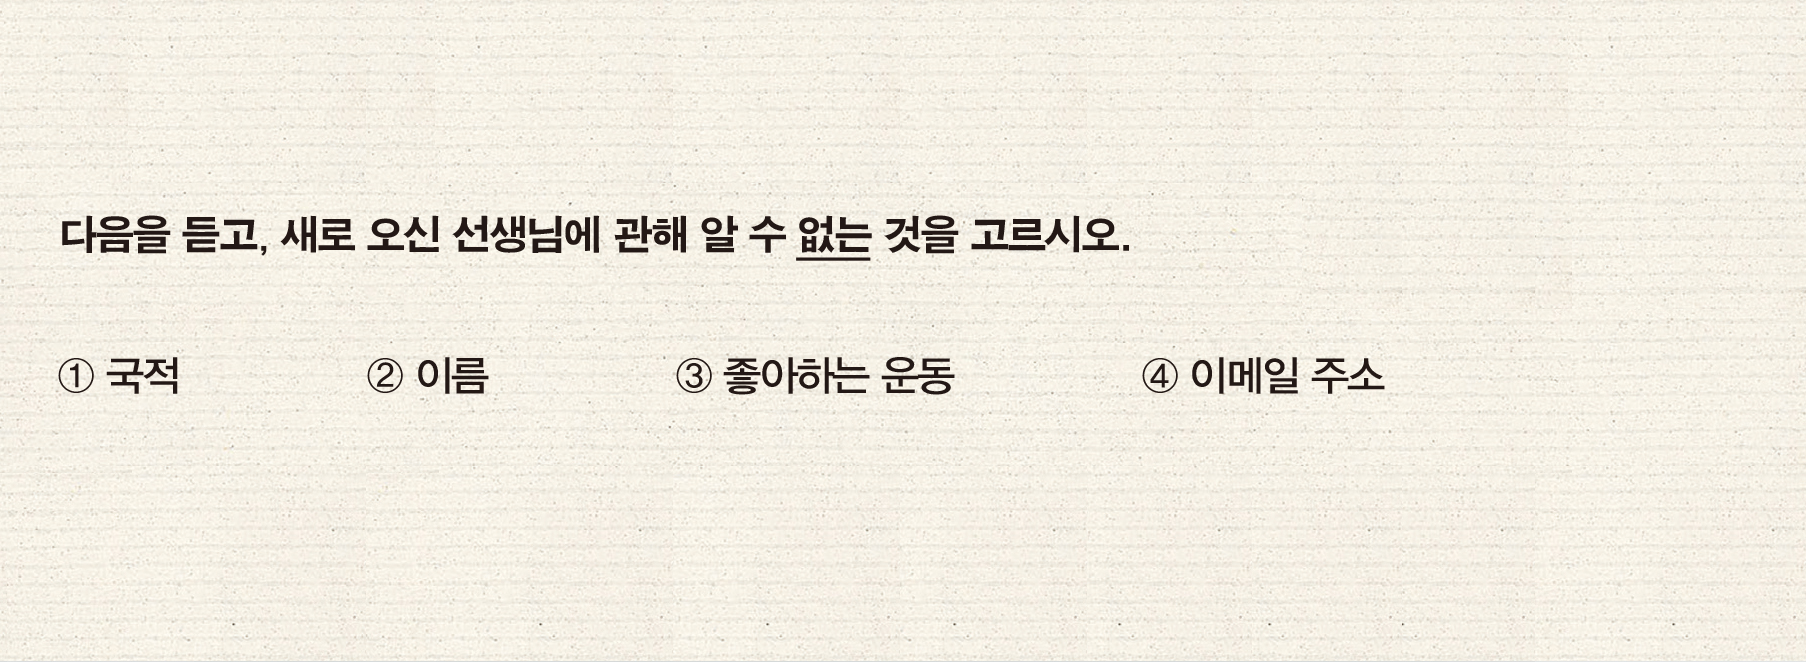 다음을 듣고, 새로 오신 선생님에 관해 알 수 없는 것을 고르시오.
① 국적 ② 이름 ③ 좋아하는 운동 ④ 이메일 주소